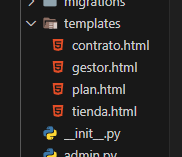 migrations
templates
contrato.html
gestor.html
plan.html
tienda.html
__init__.py
admin.py